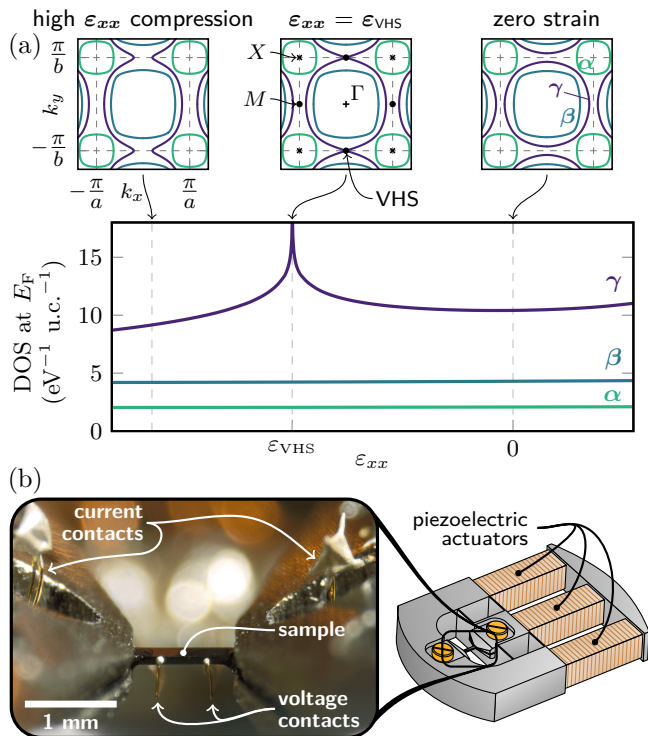 high εxx compression
εxx = εVHS
zero strain
(a)
π/b
ky
−π/b
−π/a
kx
π/a
X
M
Γ
VHS
α
γ
β
DOS at EF
(eV−1 u.c.−1)
15
10
5
0
γ
β
α
εVHS
εxx
0
(b)
current
contacts
sample
voltage
contacts
1 mm
piezoelectric
actuators